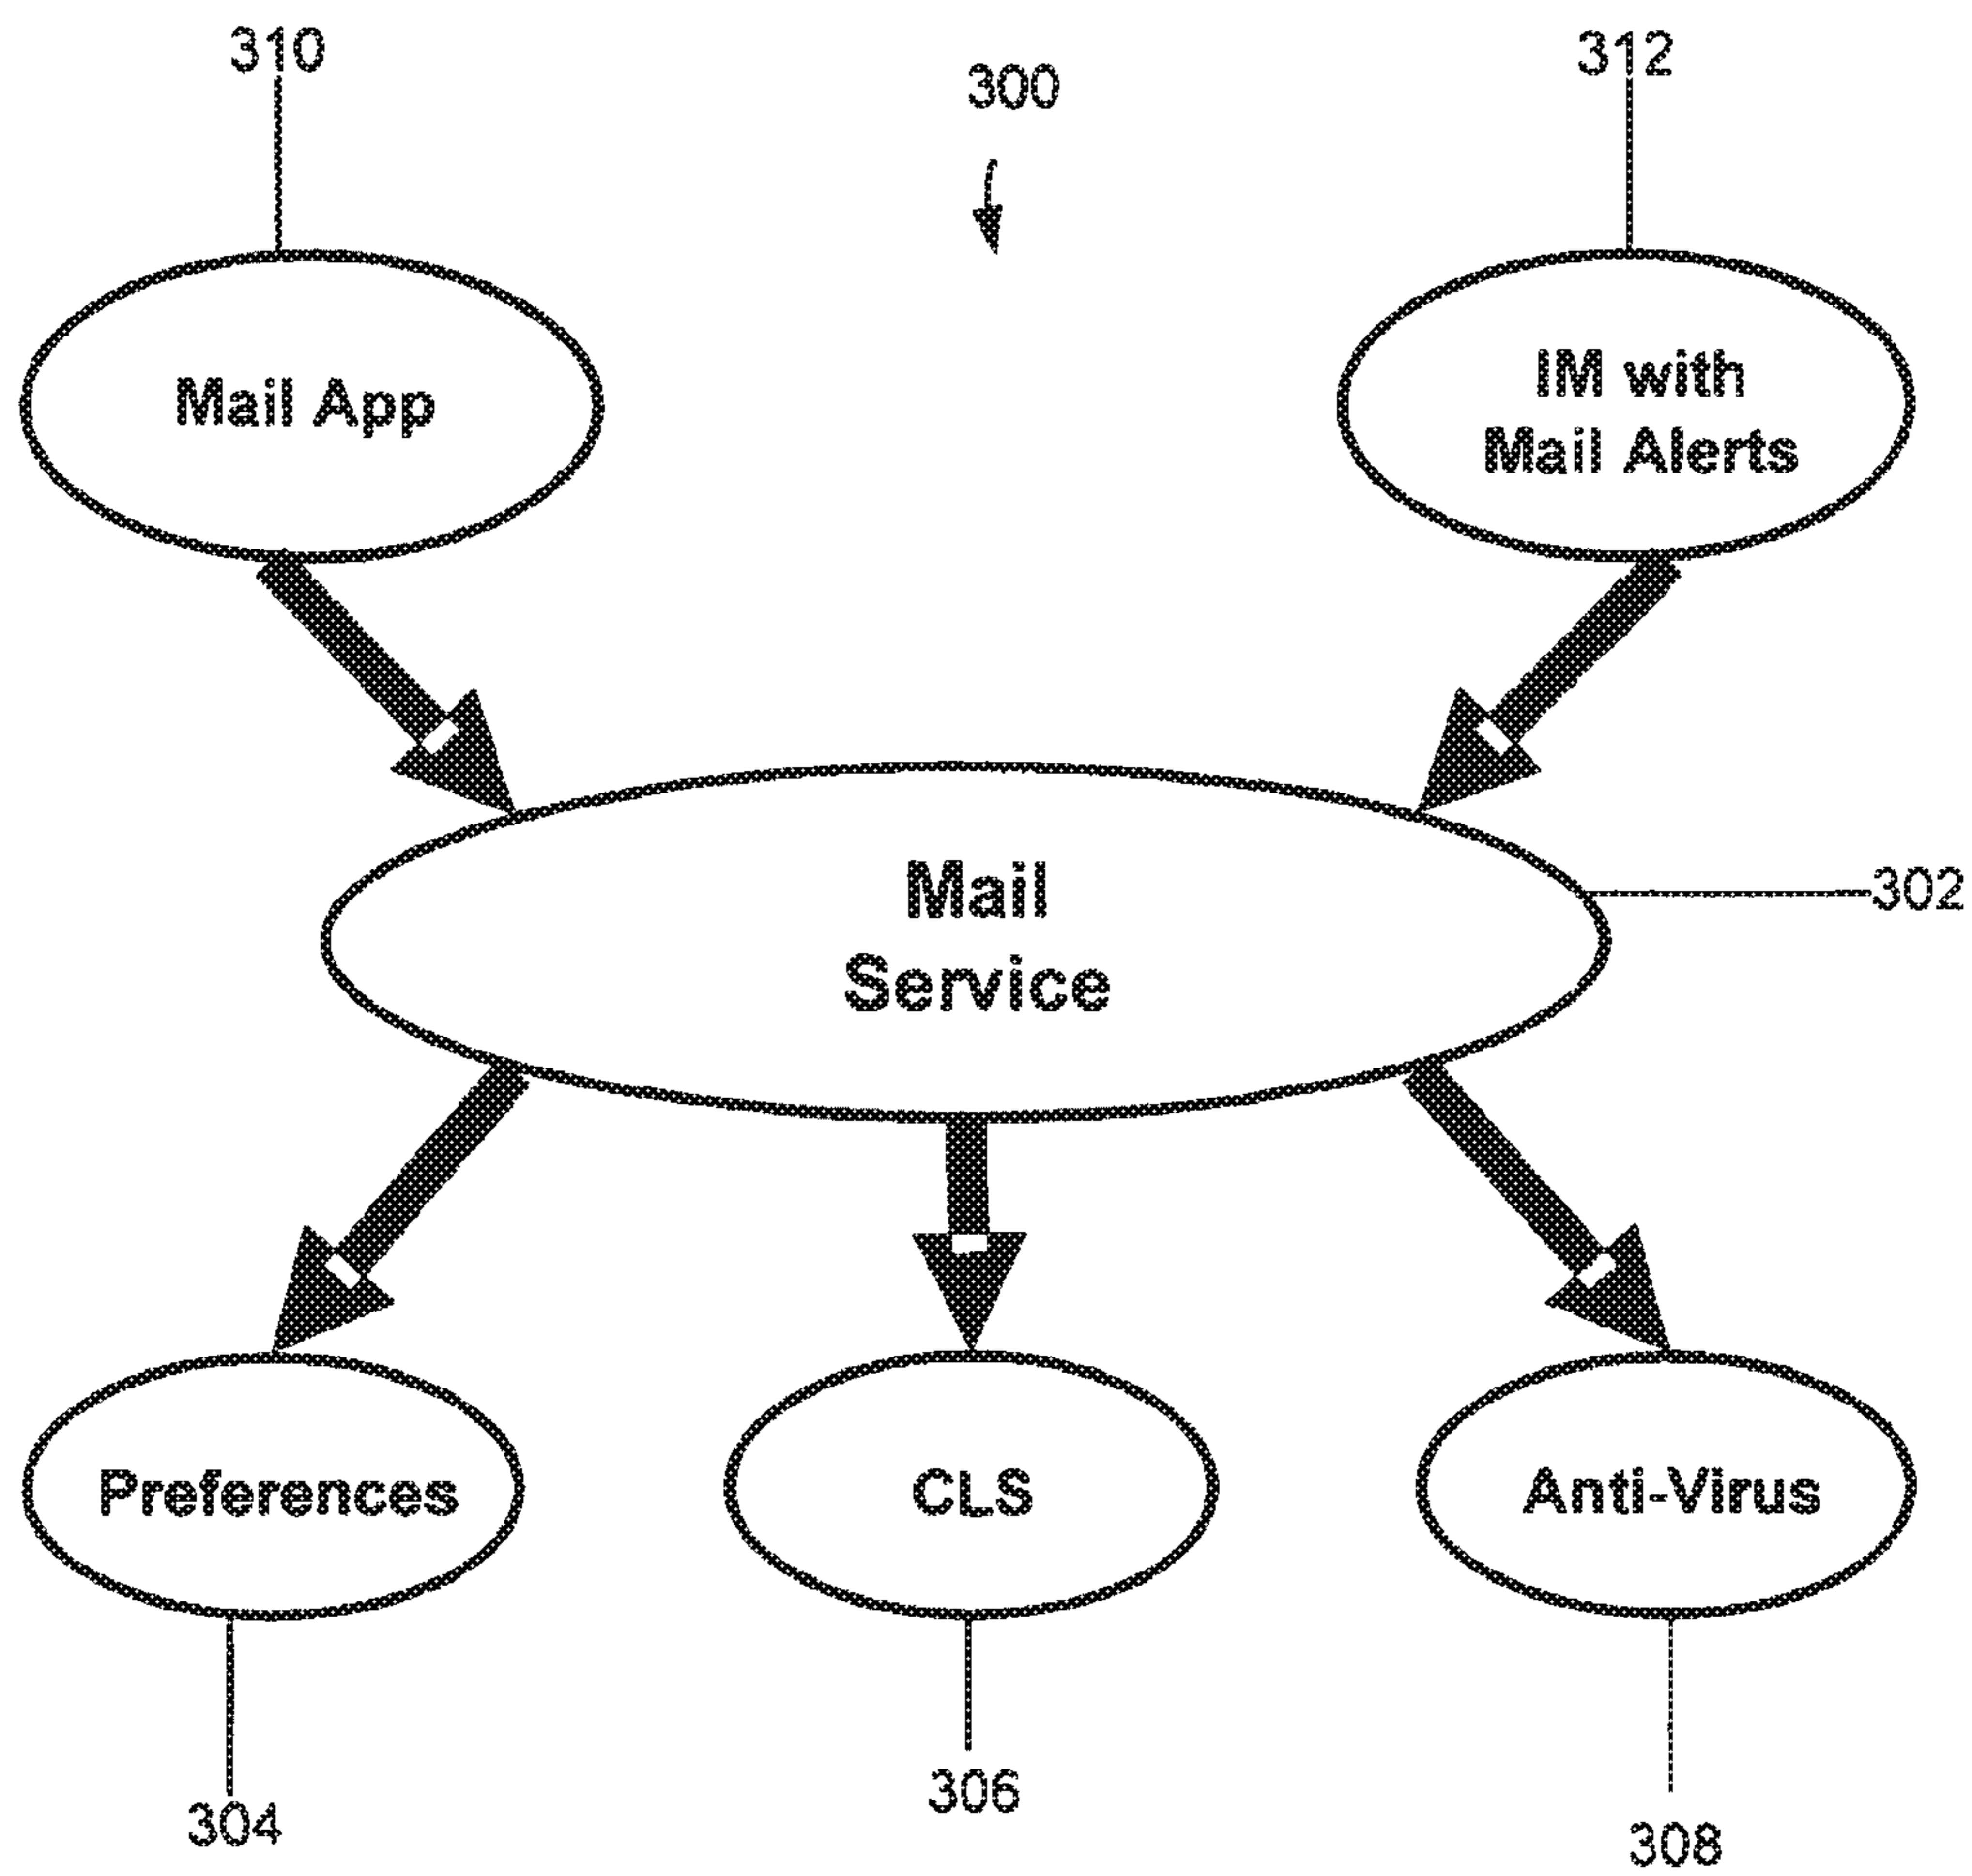 310
300
312
Mail App
IM with
Mail Alerts
Mail
Service
302
Preferences
CLS
Anti-Virus
304
306
308